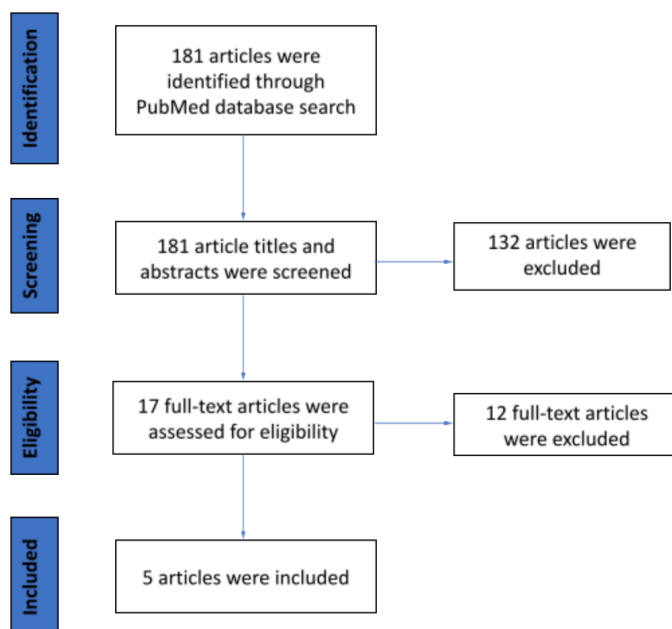 Identification
181 articles were
identified through
PubMed database search
Screening
181 article titles and
abstracts were screened
132 articles were
excluded
Eligibility
17 full-text articles were
assessed for eligibility
12 full-text articles
were excluded
Included
5 articles were included